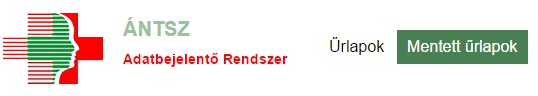 ÁNTSZ
Adatbejelentő Rendszer
Űrlapok Mentett űrlapok